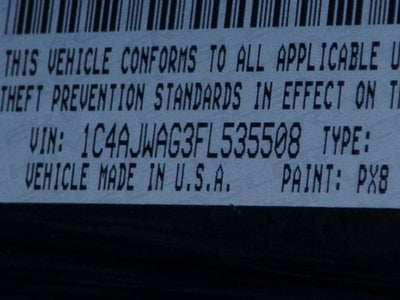 THIS VEHICLE CONFORMS TO ALL APPLICABLE
THEFT PREVENTION STANDARDS IN EFFECT ON
VIN: 1C4AJWAG3FL535508 TYPE:
VEHICLE MADE IN U.S.A. PAINT: PX8